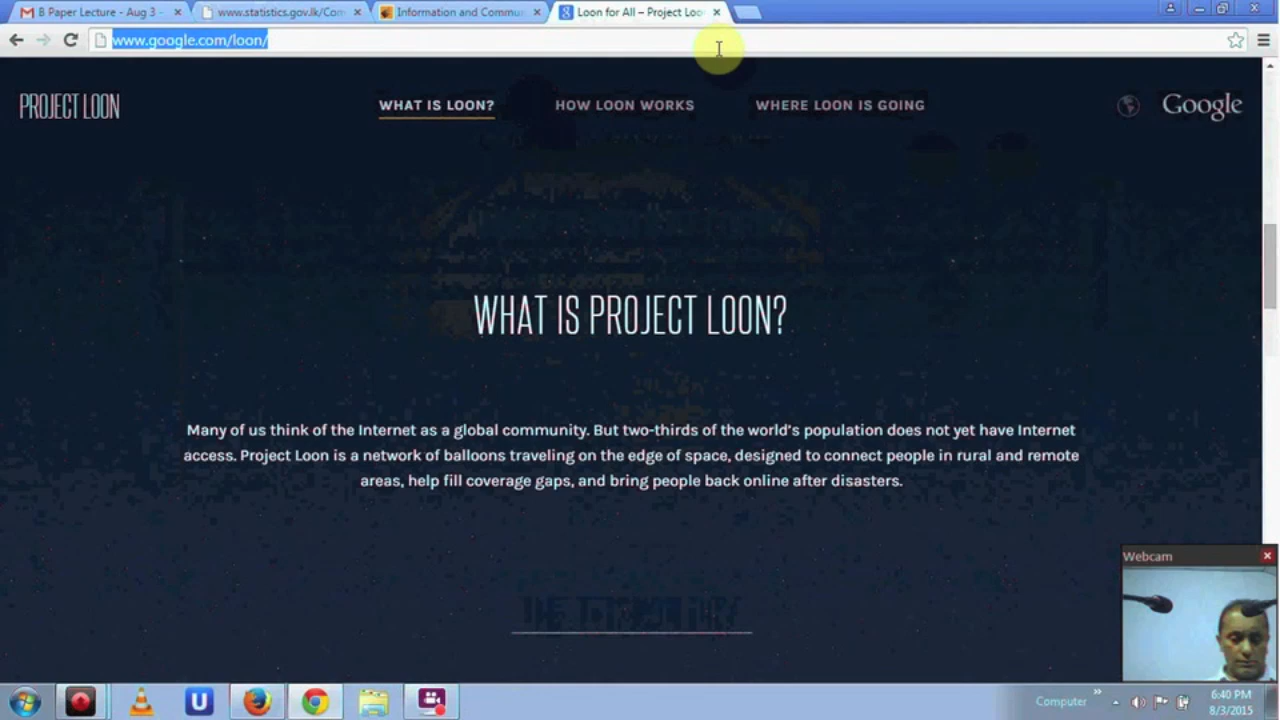 B Paper Lecture - Aug 3 -
www.statistics.gov.lk/Com
Information and Commu
Loon for All – Project Loo
www.google.com/loon/
PROJECT LOON
WHAT IS LOON?
HOW LOON WORKS
WHERE LOON IS GOING
Google
WHAT IS PROJECT LOON?
Many of us think of the Internet as a global community. But two-thirds of the world's population does not yet have Internet
access. Project Loon is a network of balloons traveling on the edge of space, designed to connect people in rural and remote
areas, help fill coverage gaps, and bring people back online after disasters.
Webcam
Computer
6:40 PM
8/3/2015